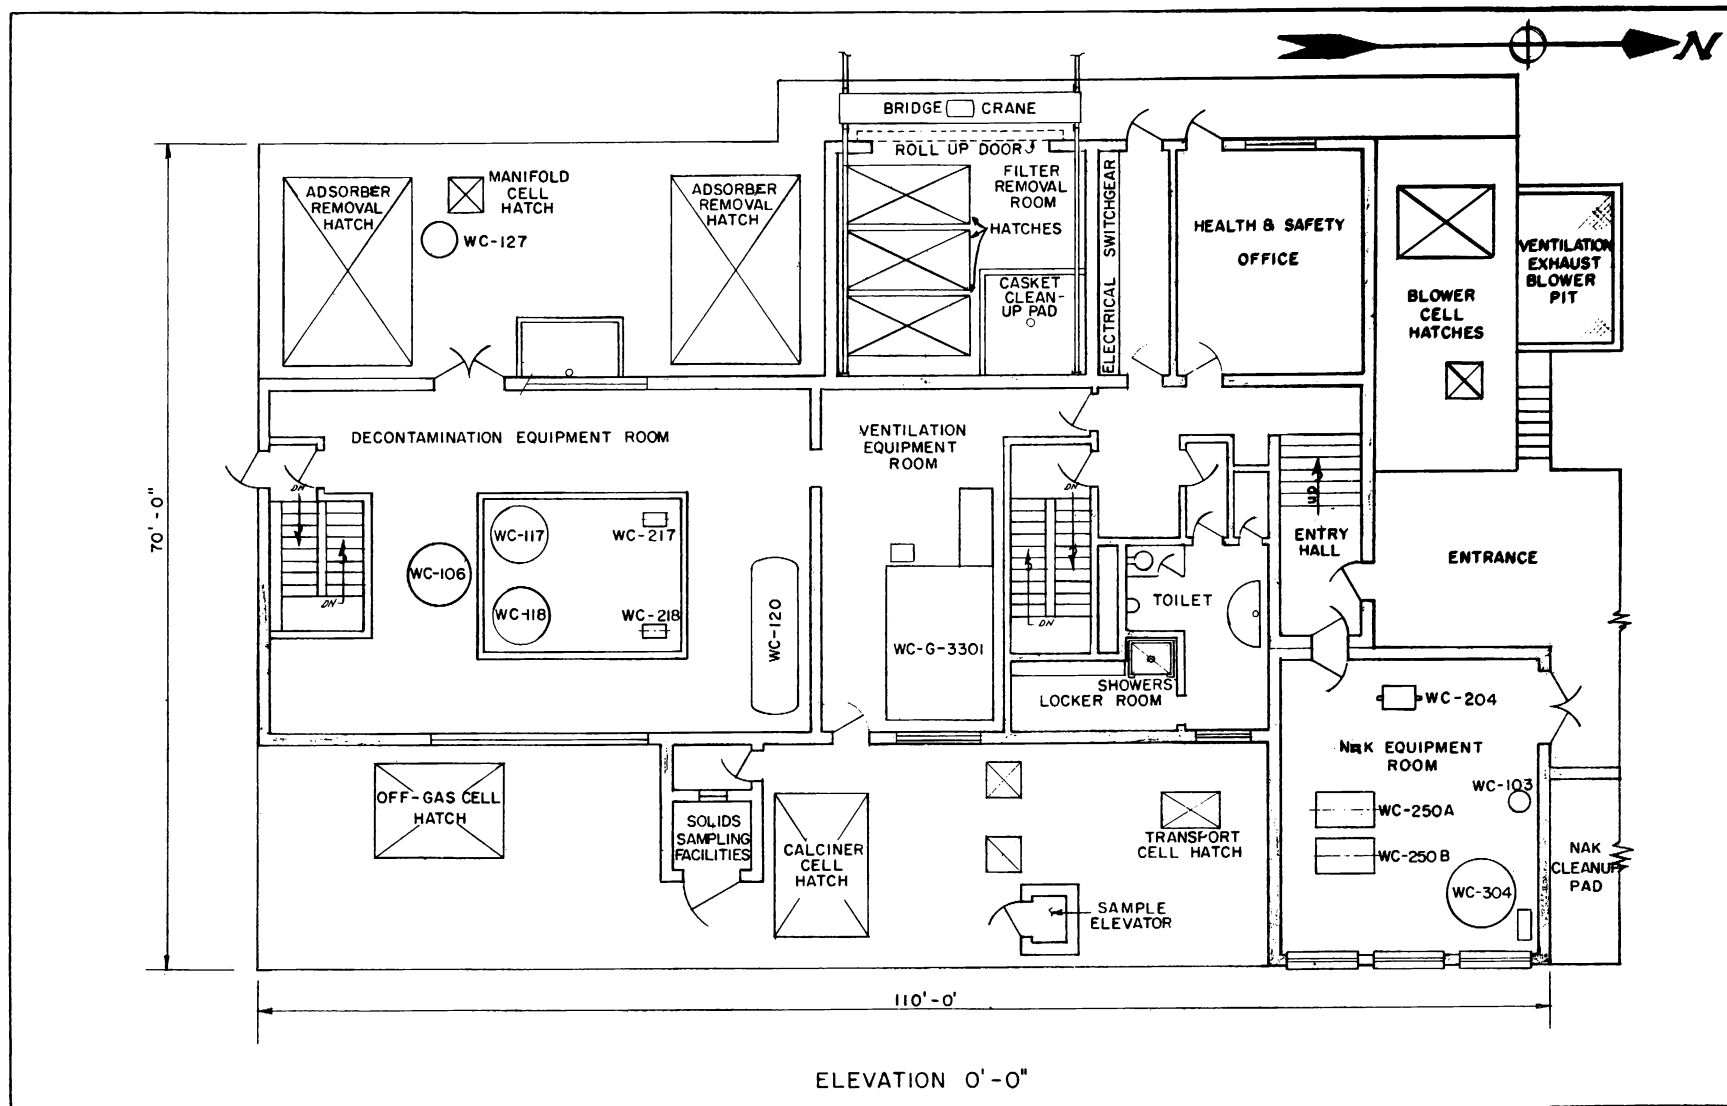 N
BRIDGE CRANE
ROLL UP DOOR
FILTER
REMOVAL
ROOM
HATCHES
CASKET
CLEAN-
UP PAD
ELECTRICAL SWITCHGEAR
ADSORBER
REMOVAL
HATCH
MANIFOLD
CELL
HATCH
WC-127
ADSORBER
REMOVAL
HATCH
HEALTH & SAFETY
OFFICE
BLOWER
CELL
HATCHES
VENTILATION
EXHAUST
BLOWER
PIT
70'-0"
DECONTAMINATION EQUIPMENT ROOM
VENTILATION
EQUIPMENT
ROOM
DN
DN
DN
DN
UP
ENTRY
HALL
ENTRANCE
WC-117
WC-217
WC-106
WC-118
WC-218
WC-120
WC-G-3301
TOILET
SHOWERS
LOCKER ROOM
WC-204
EQUIPMENT
ROOM
WC-103
WC-250A
WC-250B
WC-304
NAK
CLEANUP
PAD
OFF-GAS CELL
HATCH
SOLIDS
SAMPLING
FACILITIES
CALCINER
CELL
HATCH
TRANSPORT
CELL HATCH
SAMPLE
ELEVATOR
110'-0'
ELEVATION 0'-0"